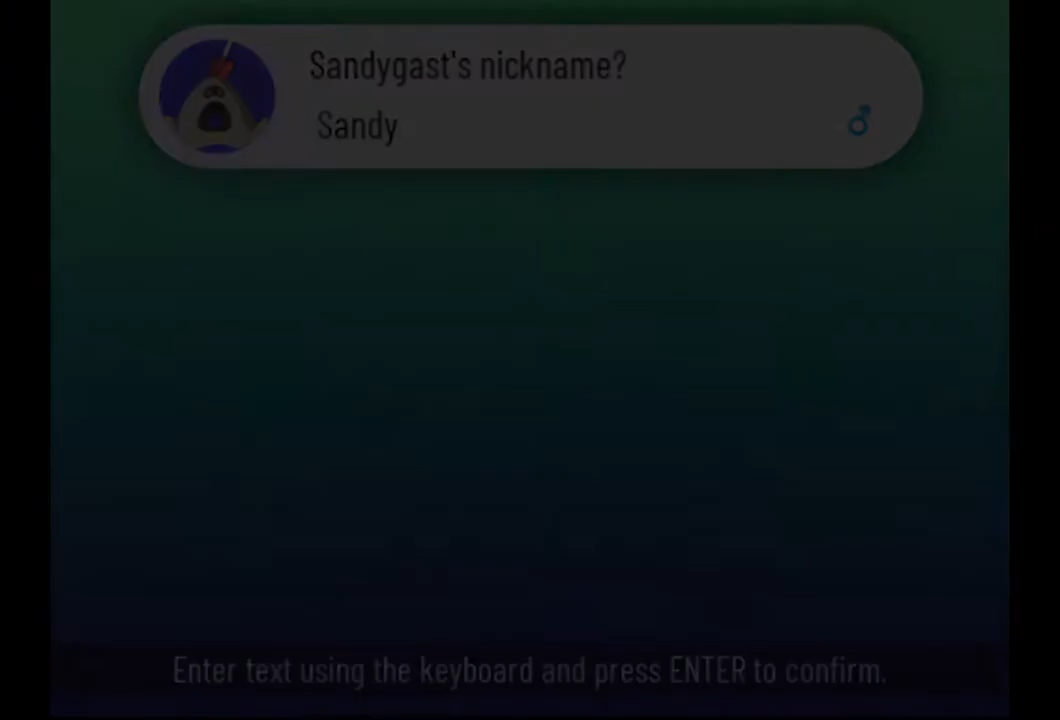 Sandygast's nickname?
Sandy
Enter text using the keyboard and press ENTER to confirm.